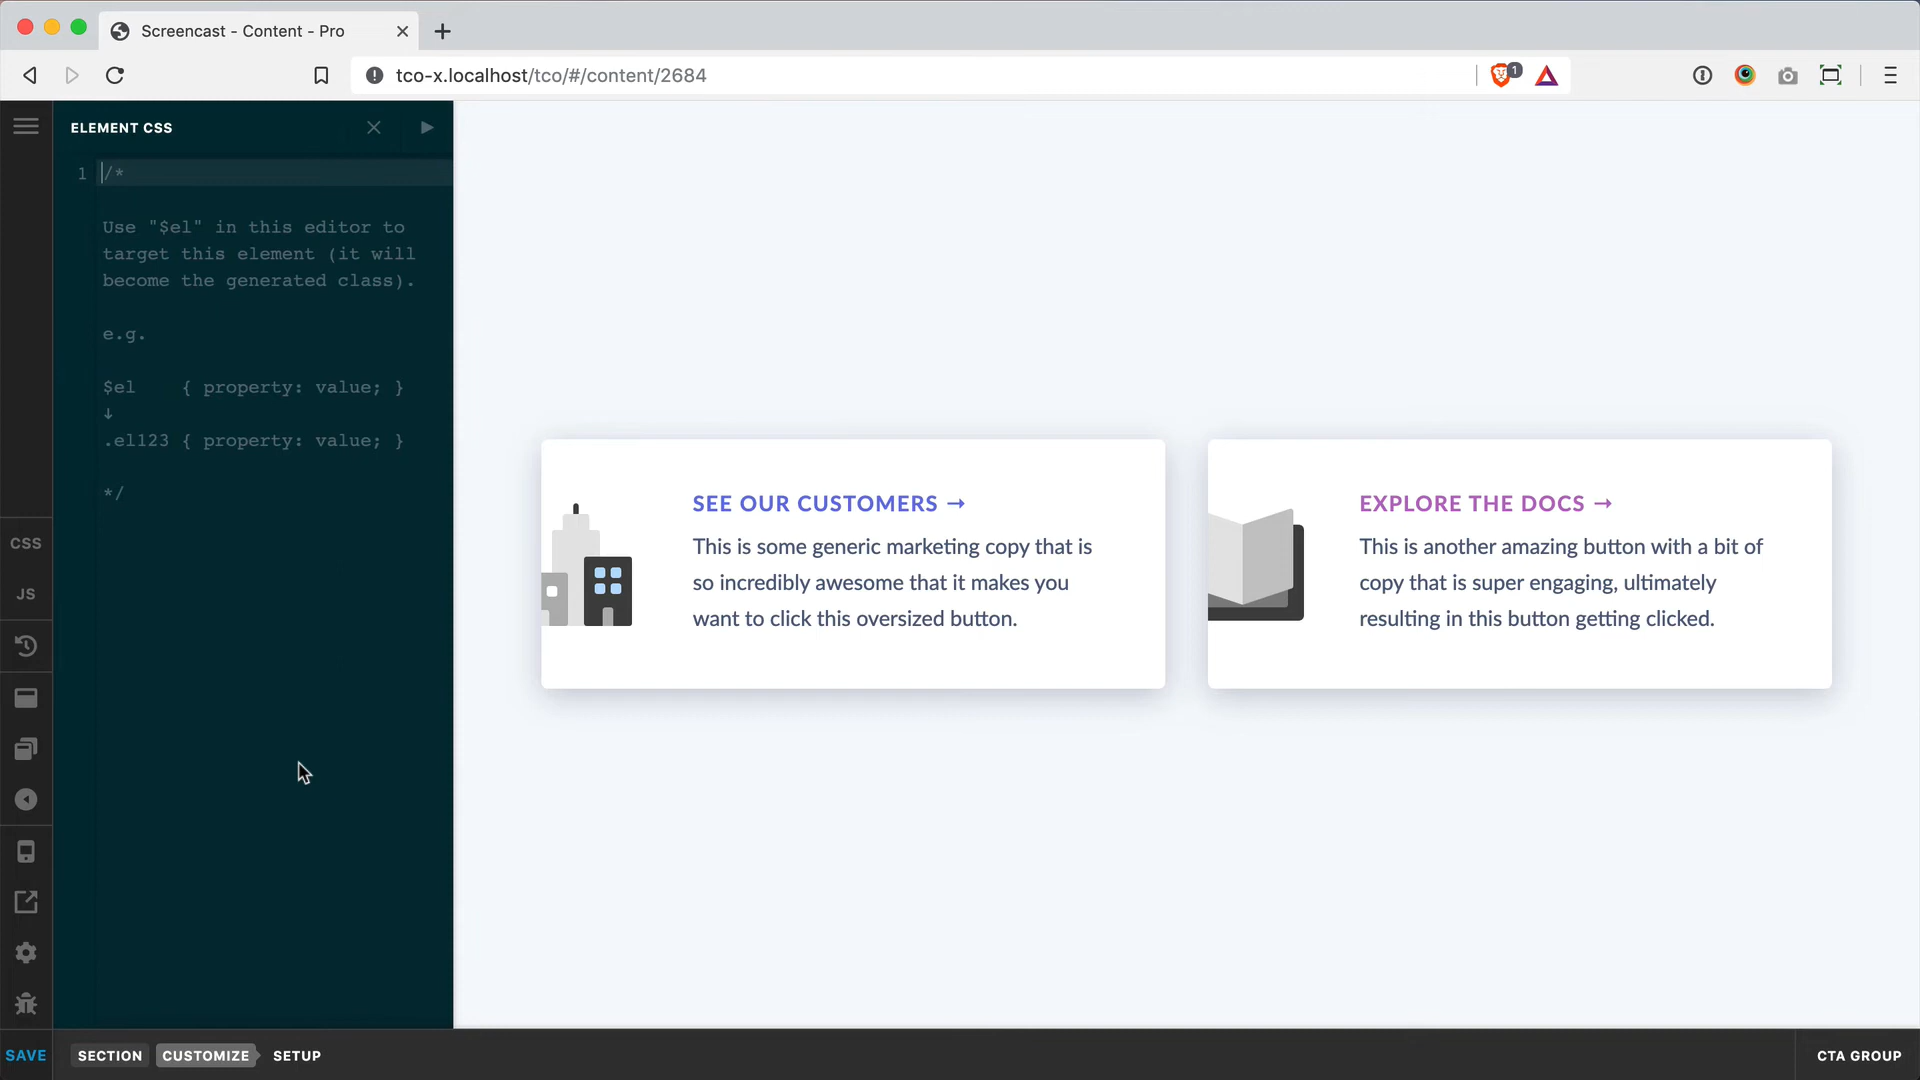 Screencast - Content - Pro
tco-x.localhost/tco/#/content/2684
1
ELEMENT CSS
1 /*
Use "$el" in this editor to
target this element (it will
become the generated class).
e.g.
$el { property: value; }
↓
.el123 { property: value; }
*/
CSS
JS
SEE OUR CUSTOMERS →
This is some generic marketing copy that is
so incredibly awesome that it makes you
want to click this oversized button.
EXPLORE THE DOCS →
This is another amazing button with a bit of
copy that is super engaging, ultimately
resulting in this button getting clicked.
SAVE
SECTION
CUSTOMIZE
SETUP
CTA GROUP